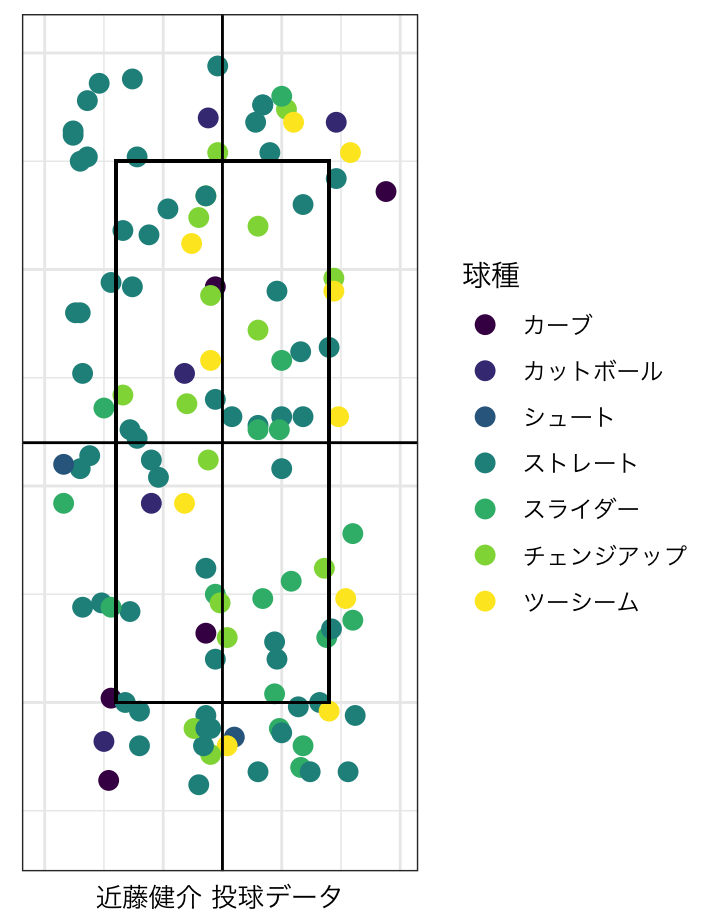 球種
カーブ
カットボール
シュート
ストレート
スライダー
チェンジアップ
ツーシーム
近藤健介 投球データ